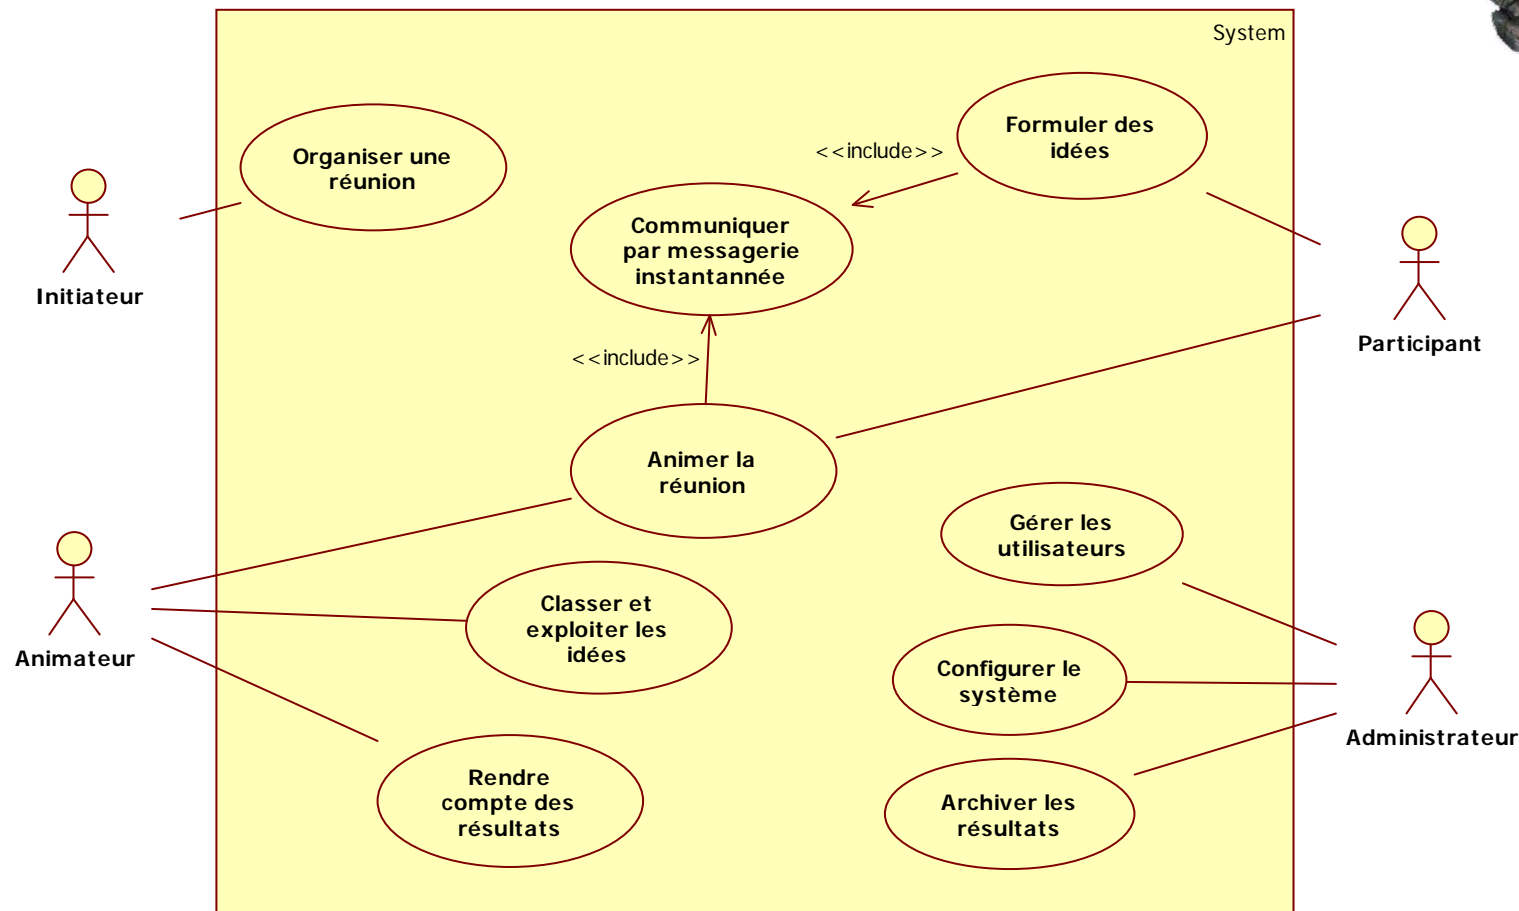 System
Formuler des
idées
<<include>>
Organiser une
réunion
Communiquer
par messagerie
instantannée
Initiateur
Participant
<<include>>
Animer la
réunion
Gérer les
utilisateurs
Classer et
exploiter les
idées
Animateur
Configurer le
système
Administrateur
Rendre
compte des
résultats
Archiver les
résultats